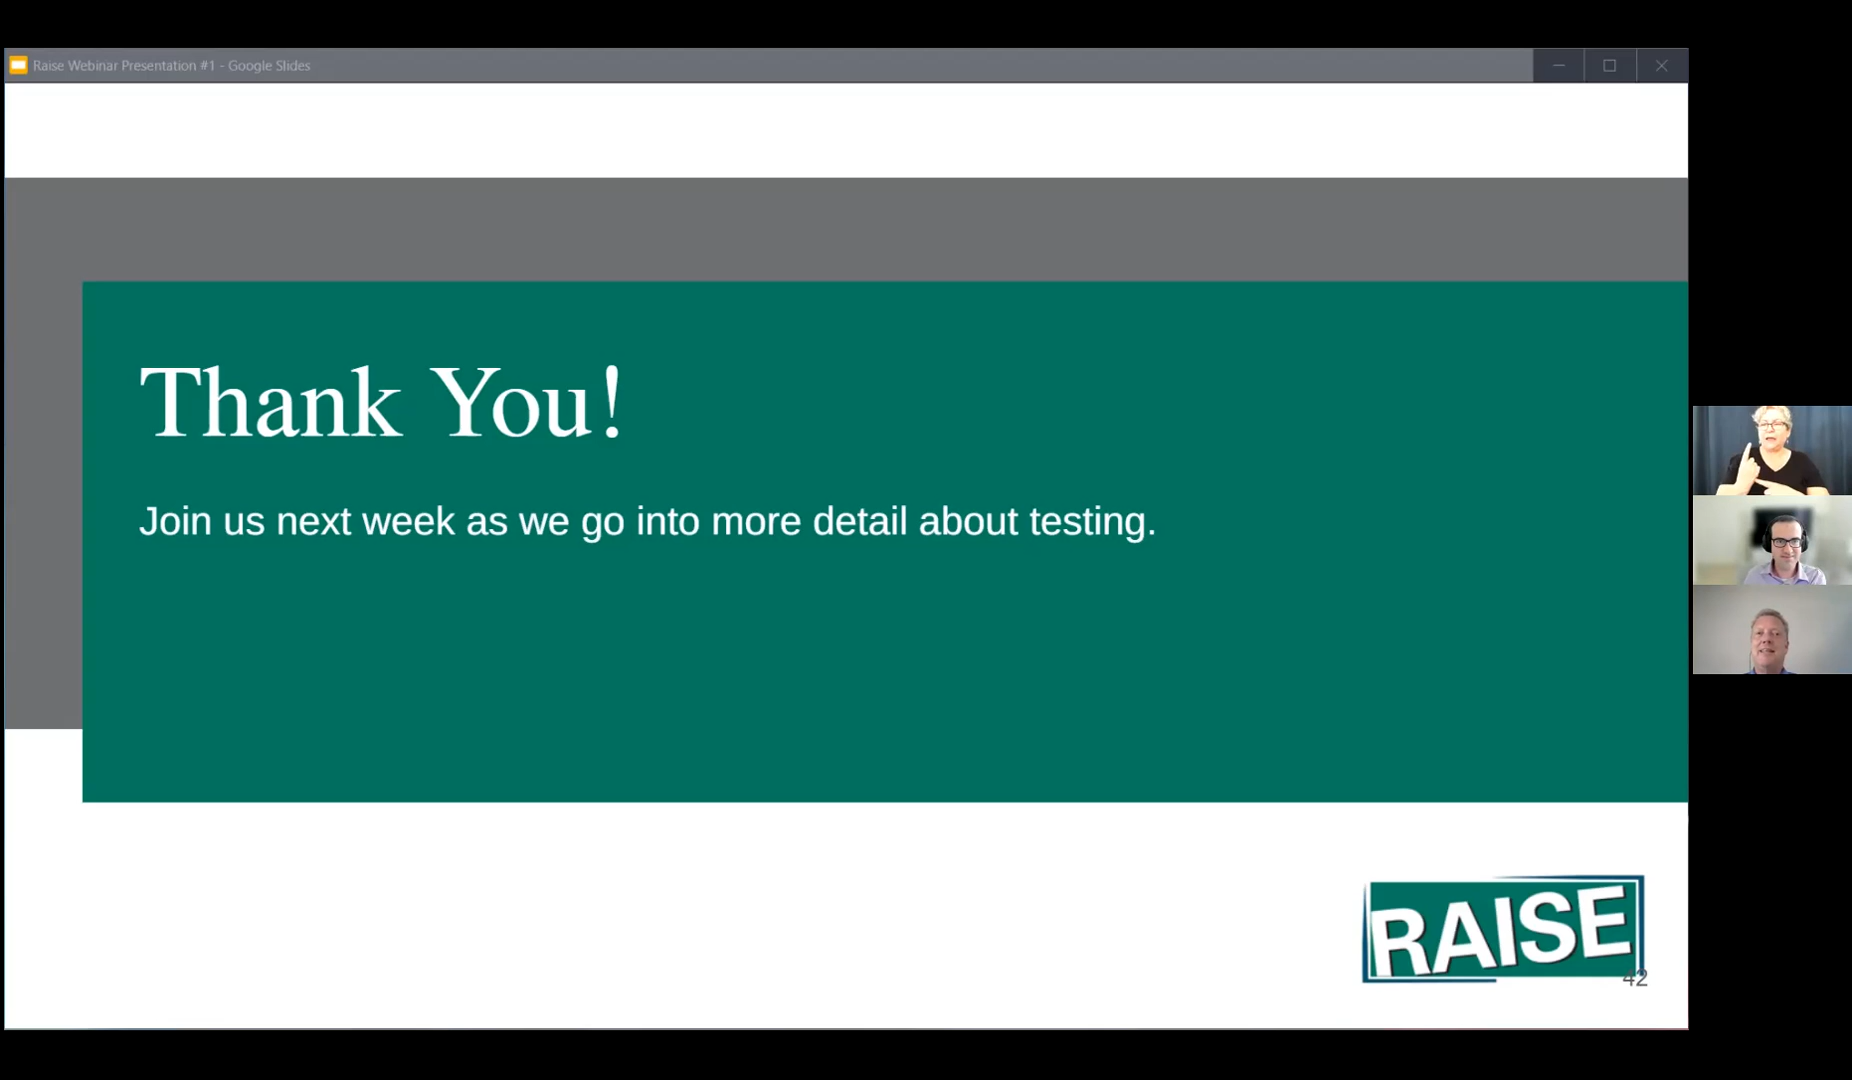 Raise Webinar Presentation #1 - Google Slides
Thank You!
Join us next week as we go into more detail about testing.
RAISE
42